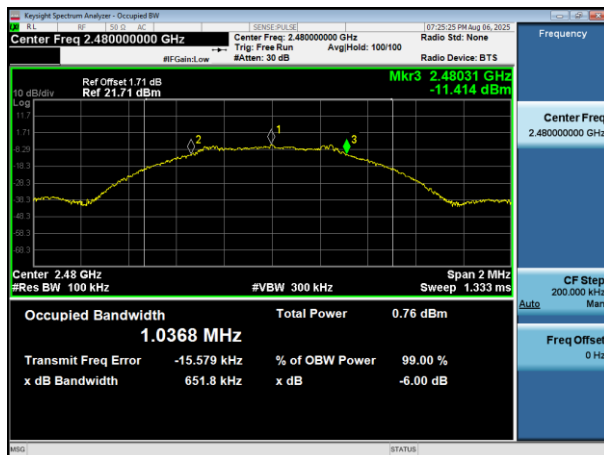 Keysight Spectrum Analyzer - Occupied BW
RL RF 50 Ω AC SENSE:PULSE 07:25:25 PM Aug 06, 2025
Center Freq 2.480000000 GHz Center Freq: 2.480000000 GHz Radio Std: None
Trig: Free Run Avg|Hold: 100/100
#IFGain:Low #Atten: 30 dB Radio Device: BTS
Frequency
Ref Offset 1.71 dB Mkr3 2.48031 GHz
10 dB/div Ref 21.71 dBm -11.414 dBm
Log
11.7
1.71
-8.29
-18.3
-28.3
-38.3
-48.3
-58.3
-68.3
1
2
3
Center 2.48 GHz Span 2 MHz
#Res BW 100 kHz #VBW 300 kHz Sweep 1.333 ms
Occupied Bandwidth Total Power 0.76 dBm
1.0368 MHz
Transmit Freq Error -15.579 kHz % of OBW Power 99.00 %
x dB Bandwidth 651.8 kHz x dB -6.00 dB
Center Freq
2.480000000 GHz
CF Step
200.000 kHz
Auto Man
Freq Offset
0 Hz
MSG STATUS